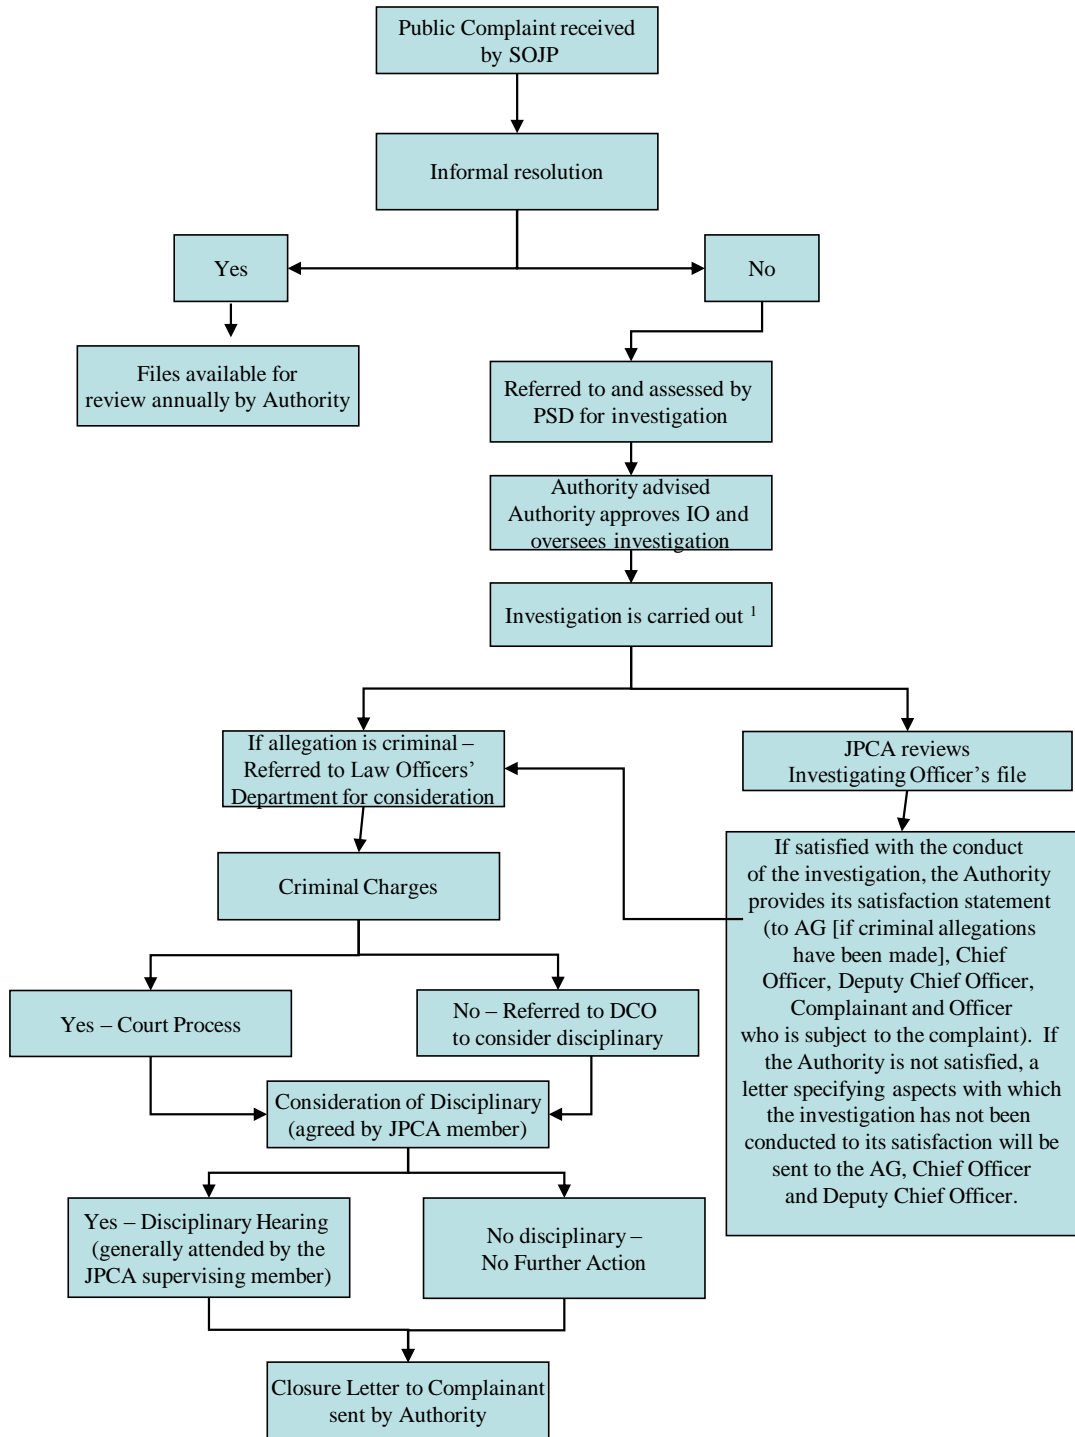 Public Complaint received
by SOJP
Informal resolution
Yes
No
Files available for
review annually by Authority
Referred to and assessed by
PSD for investigation
Authority advised
Authority approves IO and
oversees investigation
Investigation is carried out ¹
If allegation is criminal –
Referred to Law Officers’
Department for consideration
JPCA reviews
Investigating Officer’s file
Criminal Charges
If satisfied with the conduct
of the investigation, the Authority
provides its satisfaction statement
(to AG [if criminal allegations
have been made], Chief
Officer, Deputy Chief Officer,
Complainant and Officer
who is subject to the complaint). If
the Authority is not satisfied, a
letter specifying aspects with which
the investigation has not been
conducted to its satisfaction will be
sent to the AG, Chief Officer
and Deputy Chief Officer.
Yes – Court Process
No – Referred to DCO
to consider disciplinary
Consideration of Disciplinary
(agreed by JPCA member)
Yes – Disciplinary Hearing
(generally attended by the
JPCA supervising member)
No disciplinary –
No Further Action
Closure Letter to Complainant
sent by Authority